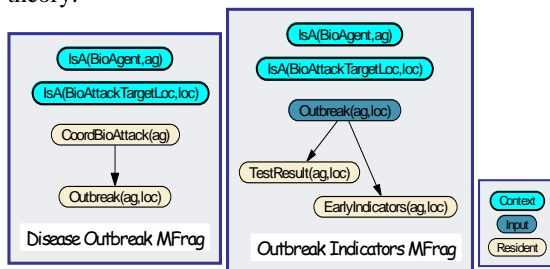 theory.
IsA(BioAgent,ag)
IsA(BioAttackTargetLoc,loc)
CoordBioAttack(ag)
Outbreak(ag,loc)
Disease Outbreak MFrag
IsA(BioAgent,ag)
IsA(BioAttackTargetLoc,loc)
Outbreak(ag,loc)
TestResult(ag,loc)
EarlyIndicators(ag,loc)
Outbreak Indicators MFrag
Context
Input
Resident